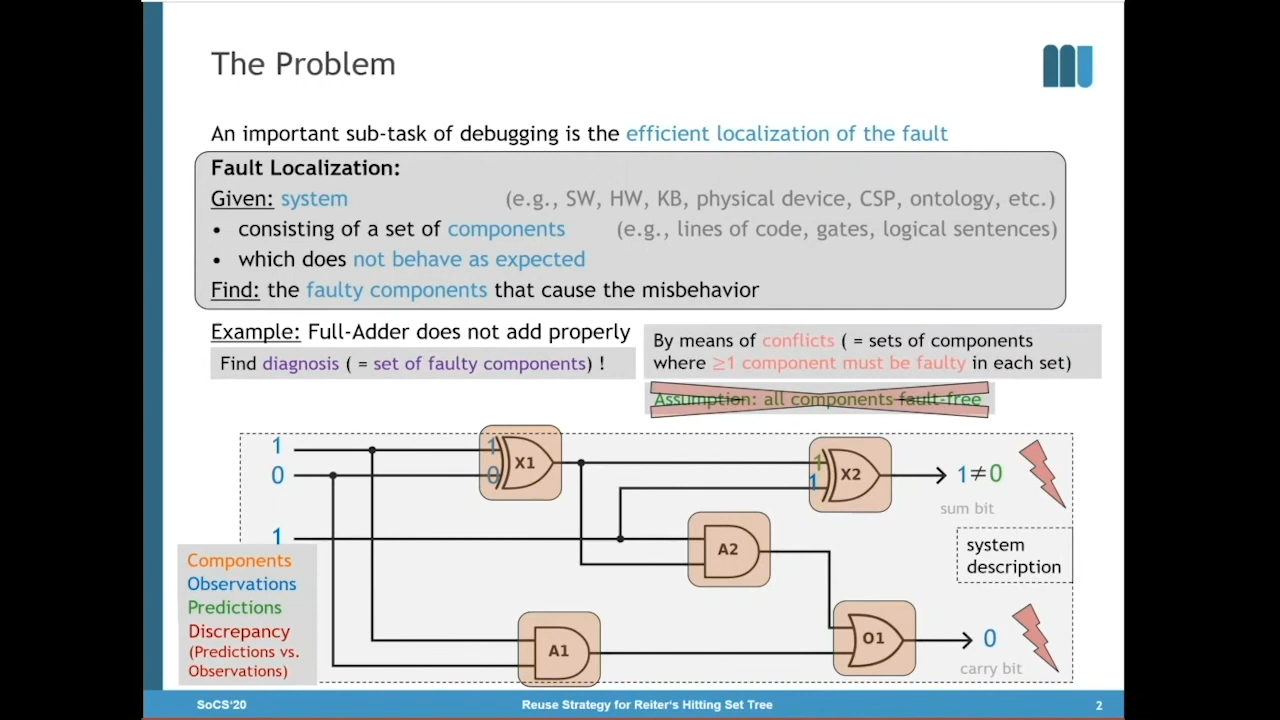 The Problem
An important sub-task of debugging is the efficient localization of the fault
Fault Localization:
Given: system (e.g., SW, HW, KB, physical device, CSP, ontology, etc.)
• consisting of a set of components (e.g., lines of code, gates, logical sentences)
• which does not behave as expected
Find: the faulty components that cause the misbehavior
Example: Full-Adder does not add properly
Find diagnosis ( = set of faulty components) !
By means of conflicts ( = sets of components
where ≥1 component must be faulty in each set)
Assumption: all components fault-free
1
0
1
1
0
X1
1
1
X2
1≠0
sum bit
A2
system
description
A1
O1
0
carry bit
Components
Observations
Predictions
Discrepancy
(Predictions vs.
Observations)
SoCS'20
Reuse Strategy for Reiter's Hitting Set Tree
2